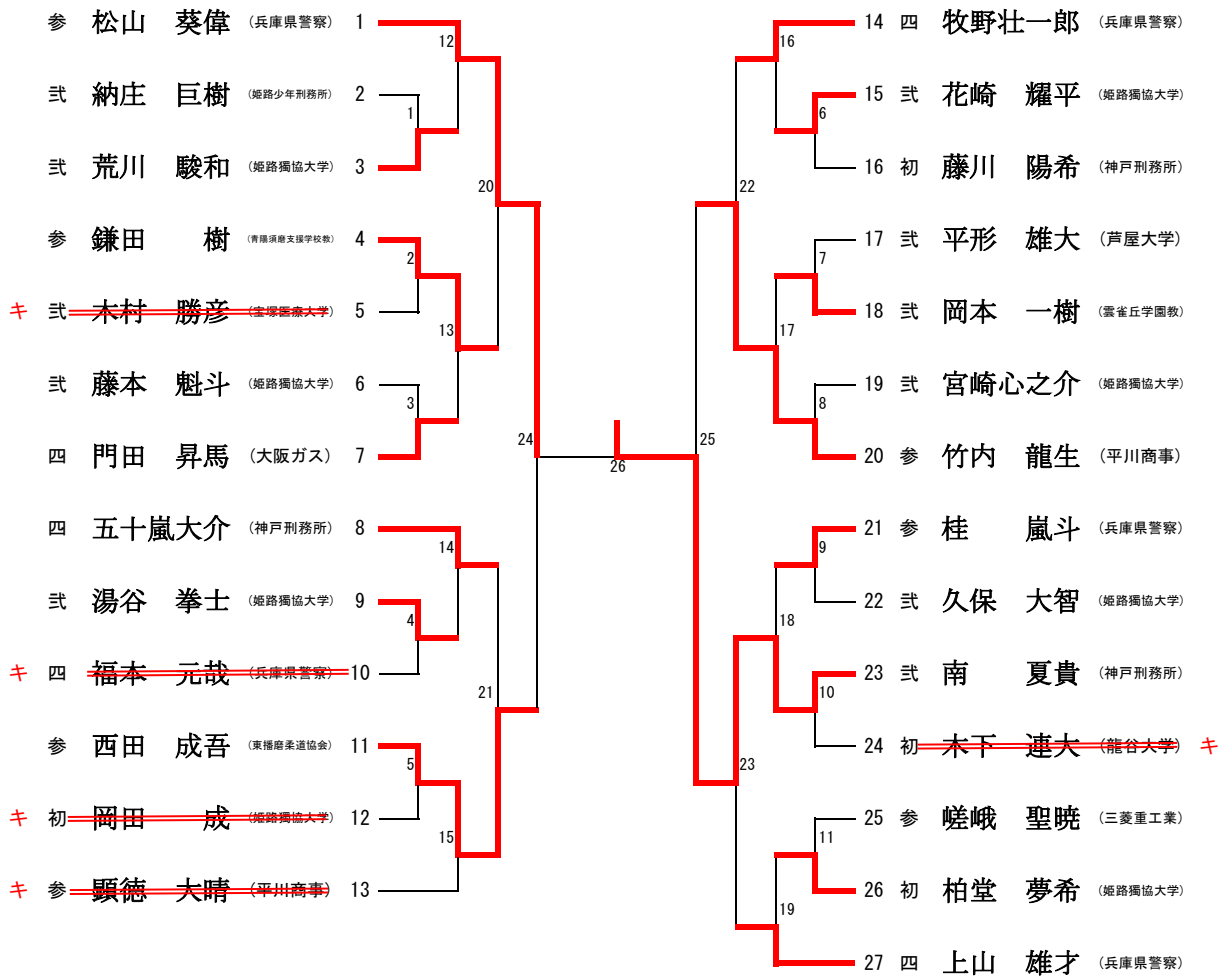 参 松山 葵偉 (兵庫県警察) 1
弐 納庄 巨樹 (姫路少年刑務所) 2
弐 荒川 駿和 (姫路獨協大学) 3
参 鎌田 樹 (青陽須磨支援学校教) 4
キ 弐 木村 勝彦 (宝塚医療大学) 5
弐 藤本 魁斗 (姫路獨協大学) 6
四 門田 昇馬 (大阪ガス) 7
四 五十嵐大介 (神戸刑務所) 8
弐 湯谷 拳士 (姫路獨協大学) 9
キ 四 福本 元哉 (兵庫県警察) 10
参 西田 成吾 (東播磨柔道協会) 11
キ 初 岡田 成 (姫路獨協大学) 12
キ 参 顕徳 大晴 (平川商事) 13
12
1
20
2
13
3
24
14
4
21
5
15
26
14 四 牧野壮一郎 (兵庫県警察)
15 弐 花崎 耀平 (姫路獨協大学)
16 初 藤川 陽希 (神戸刑務所)
17 弐 平形 雄大 (芦屋大学)
18 弐 岡本 一樹 (雲雀丘学園教)
19 弐 宮崎心之介 (姫路獨協大学)
20 参 竹内 龍生 (平川商事)
21 参 桂 嵐斗 (兵庫県警察)
22 弐 久保 大智 (姫路獨協大学)
23 弐 南 夏貴 (神戸刑務所)
24 初 木下 連大 (龍谷大学) キ
25 参 嵯峨 聖暁 (三菱重工業)
26 初 柏堂 夢希 (姫路獨協大学)
27 四 上山 雄才 (兵庫県警察)
16
6
22
7
17
8
25
9
18
10
23
11
19